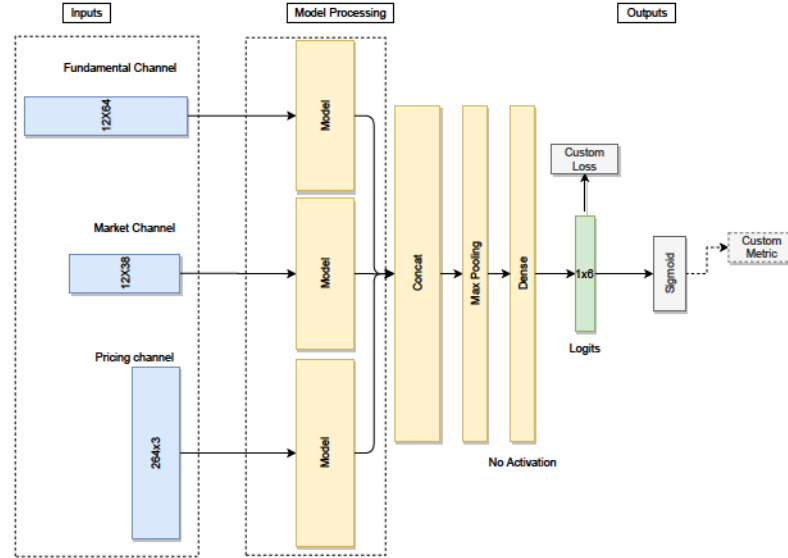 Inputs
Model Processing
Outputs
Fundamental Channel
12X64
Model
Market Channel
12X38
Model
Pricing channel
264x3
Model
Concat
Max Pooling
Dense
No Activation
Custom
Loss
1x6
Logits
Sigmoid
Custom
Metric